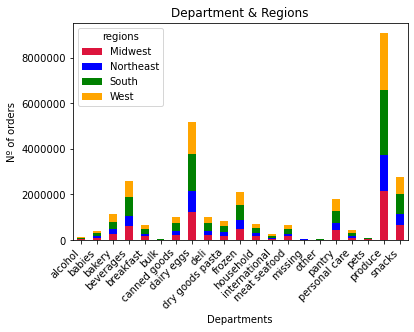 Department & Regions
regions
Midwest
Northeast
South
West
Nº of orders
8000000
6000000
4000000
2000000
0
alcohol
babies
bakery
beverages
breakfast
bulk
canned goods
dairy eggs
deli
dry goods pasta
frozen
household
international
meat seafood
missing
other
pantry
personal care
pets
produce
snacks
Departments